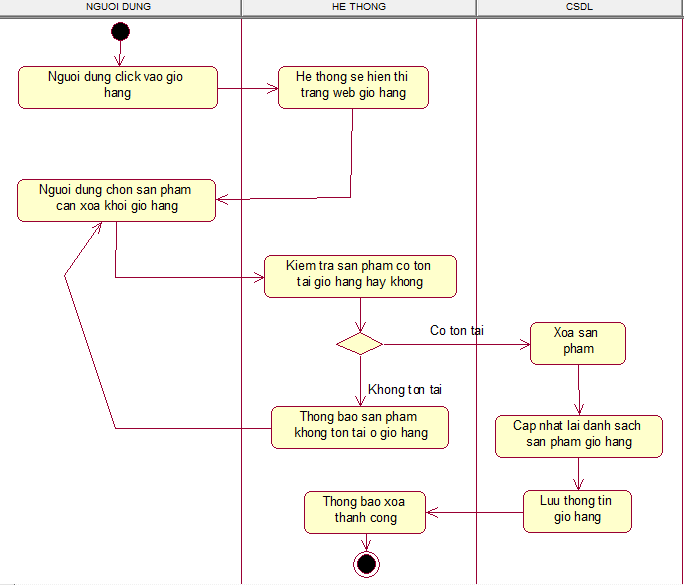 NGUOI DUNG
HE THONG
CSDL
Nguoi dung click vao gio
hang
He thong se hien thi
trang web gio hang
Nguoi dung chon san pham
can xoa khoi gio hang
Kiem tra san pham co ton
tai gio hang hay khong
Co ton tai
Xoa san
pham
Khong ton tai
Thong bao san pham
khong ton tai o gio hang
Cap nhat lai danh sach
san pham gio hang
Thong bao xoa
thanh cong
Luu thong tin
gio hang